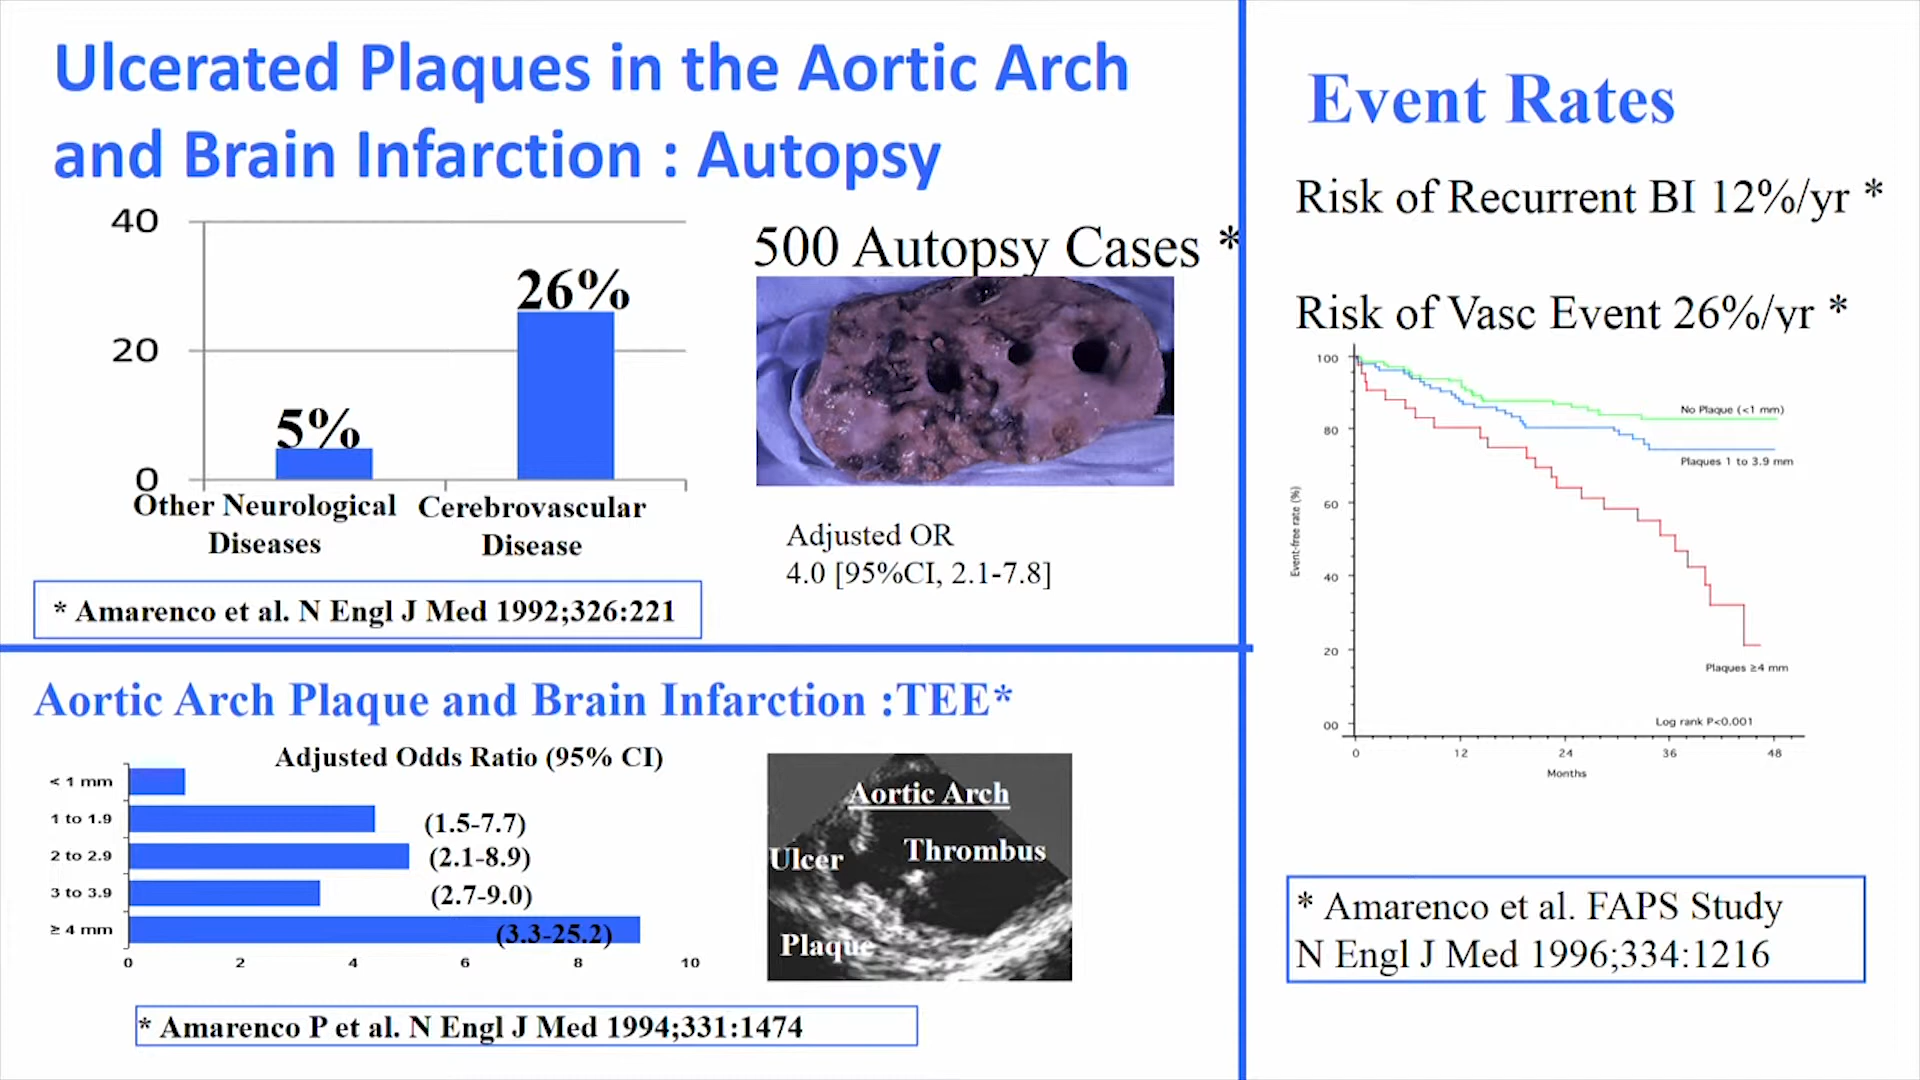 Ulcerated Plaques in the Aortic Arch
and Brain Infarction : Autopsy
40
20
0
5%
26%
Other Neurological
Diseases
Cerebrovascular
Disease
500 Autopsy Cases *
Adjusted OR
4.0 [95%CI, 2.1-7.8]
* Amarenco et al. N Engl J Med 1992;326:221
Aortic Arch Plaque and Brain Infarction :TEE*
Adjusted Odds Ratio (95% CI)
< 1 mm
1 to 1.9 (1.5-7.7)
2 to 2.9 (2.1-8.9)
3 to 3.9 (2.7-9.0)
≥ 4 mm (3.3-25.2)
0 2 4 6 8 10
Aortic Arch
Ulcer
Thrombus
Plaque
* Amarenco P et al. N Engl J Med 1994;331:1474
Event Rates
Risk of Recurrent BI 12%/yr *
Risk of Vasc Event 26%/yr *
Event-free rate (%)
100
80
60
40
20
00
No Plaque (<1 mm)
Plaques 1 to 3.9 mm
Plaques ≥4 mm
Log rank P<0.001
0 12 24 36 48
Months
* Amarenco et al. FAPS Study
N Engl J Med 1996;334:1216